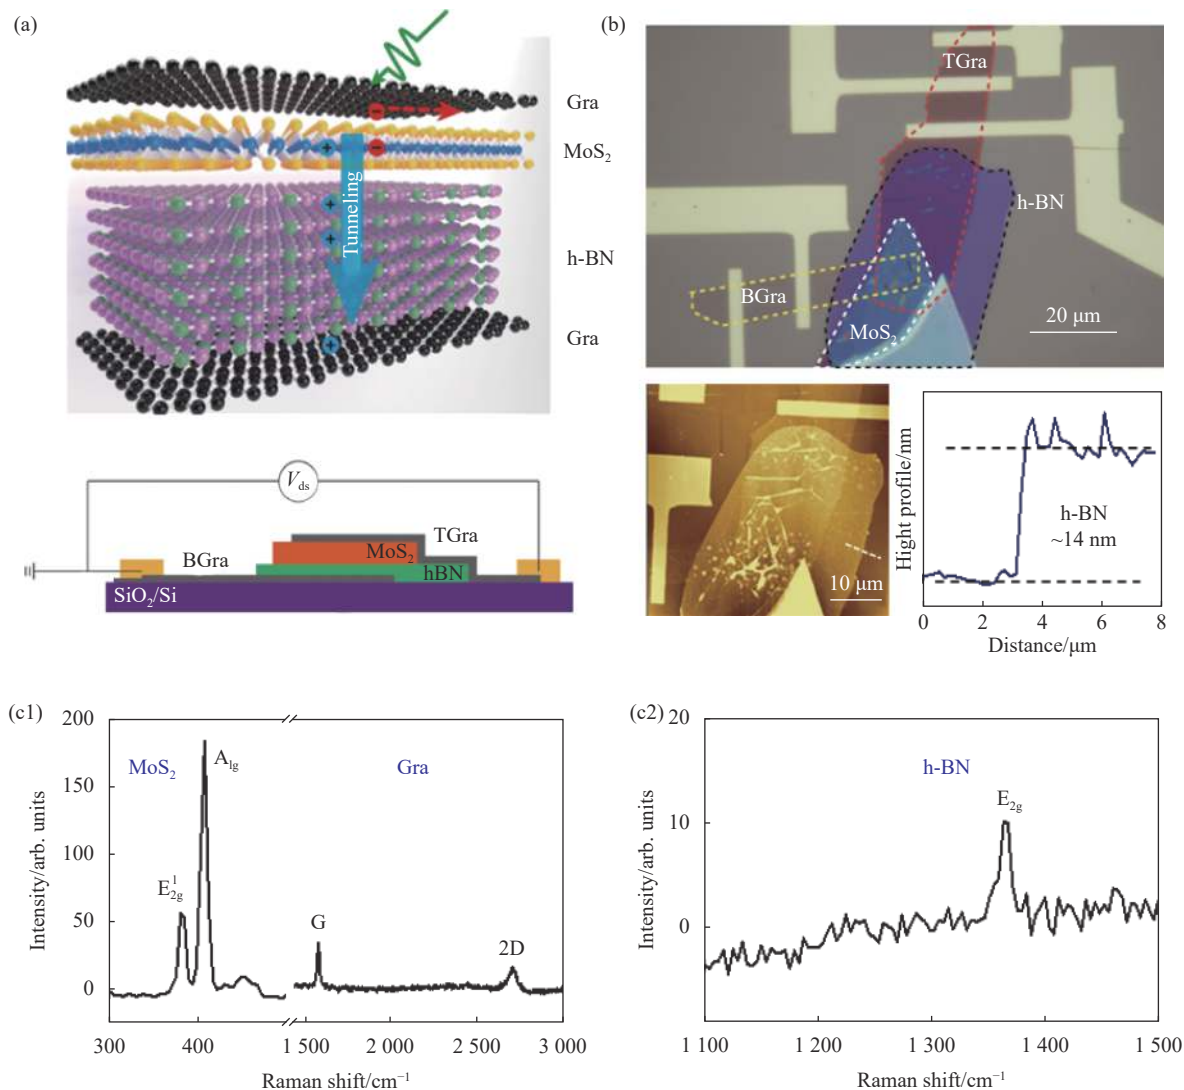 (a)
Gra
MoS₂
Tunneling
h-BN
Gra
V_ds
TGra
BGra
MoS₂
hBN
SiO₂/Si
(b)
TGra
h-BN
BGra
MoS₂
20 μm
10 μm
Hight profile/nm
h-BN
~14 nm
0 2 4 6 8
Distance/μm
(c1)
200
150
100
50
0
Intensity/arb. units
MoS₂
A_lg
Gra
E¹_2g
G
2D
300 400 1 500 2 000 2 500 3 000
Raman shift/cm⁻¹
(c2)
20
10
0
Intensity/arb. units
h-BN
E_2g
1 100 1 200 1 300 1 400 1 500
Raman shift/cm⁻¹